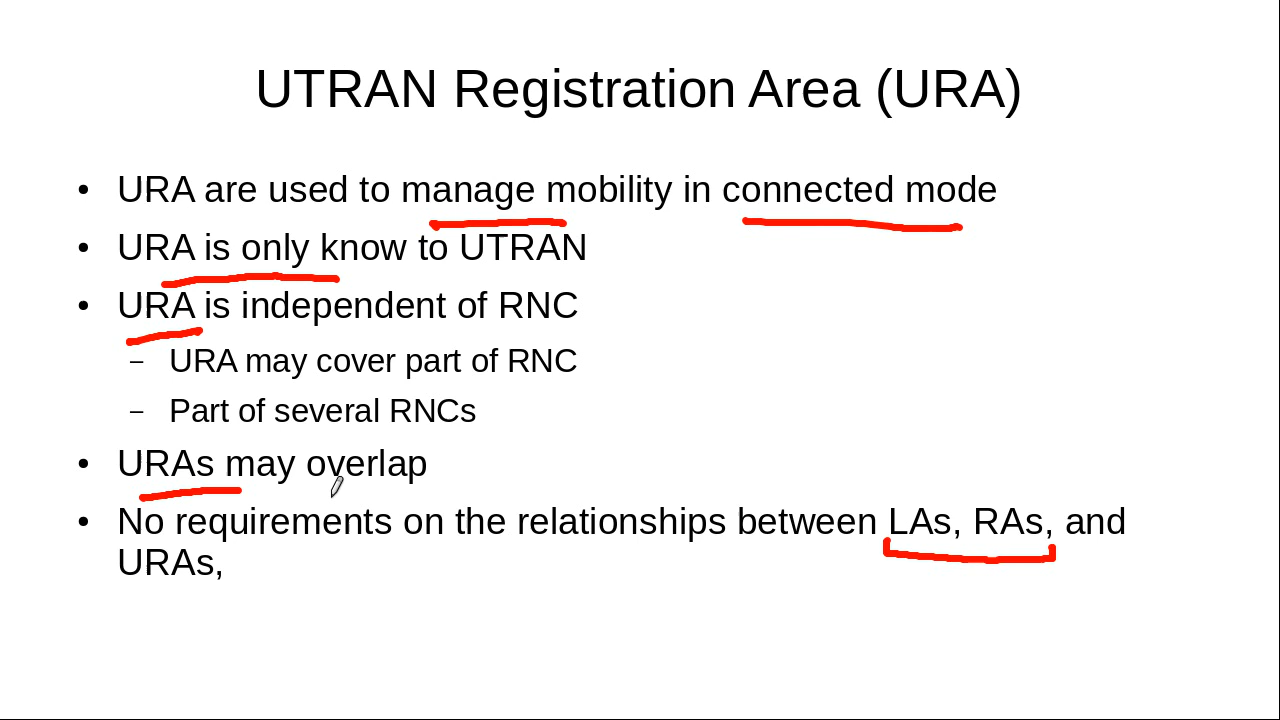 UTRAN Registration Area (URA)
• URA are used to manage mobility in connected mode
• URA is only know to UTRAN
• URA is independent of RNC
– URA may cover part of RNC
– Part of several RNCs
• URAs may overlap
• No requirements on the relationships between LAs, RAs, and
URAs,